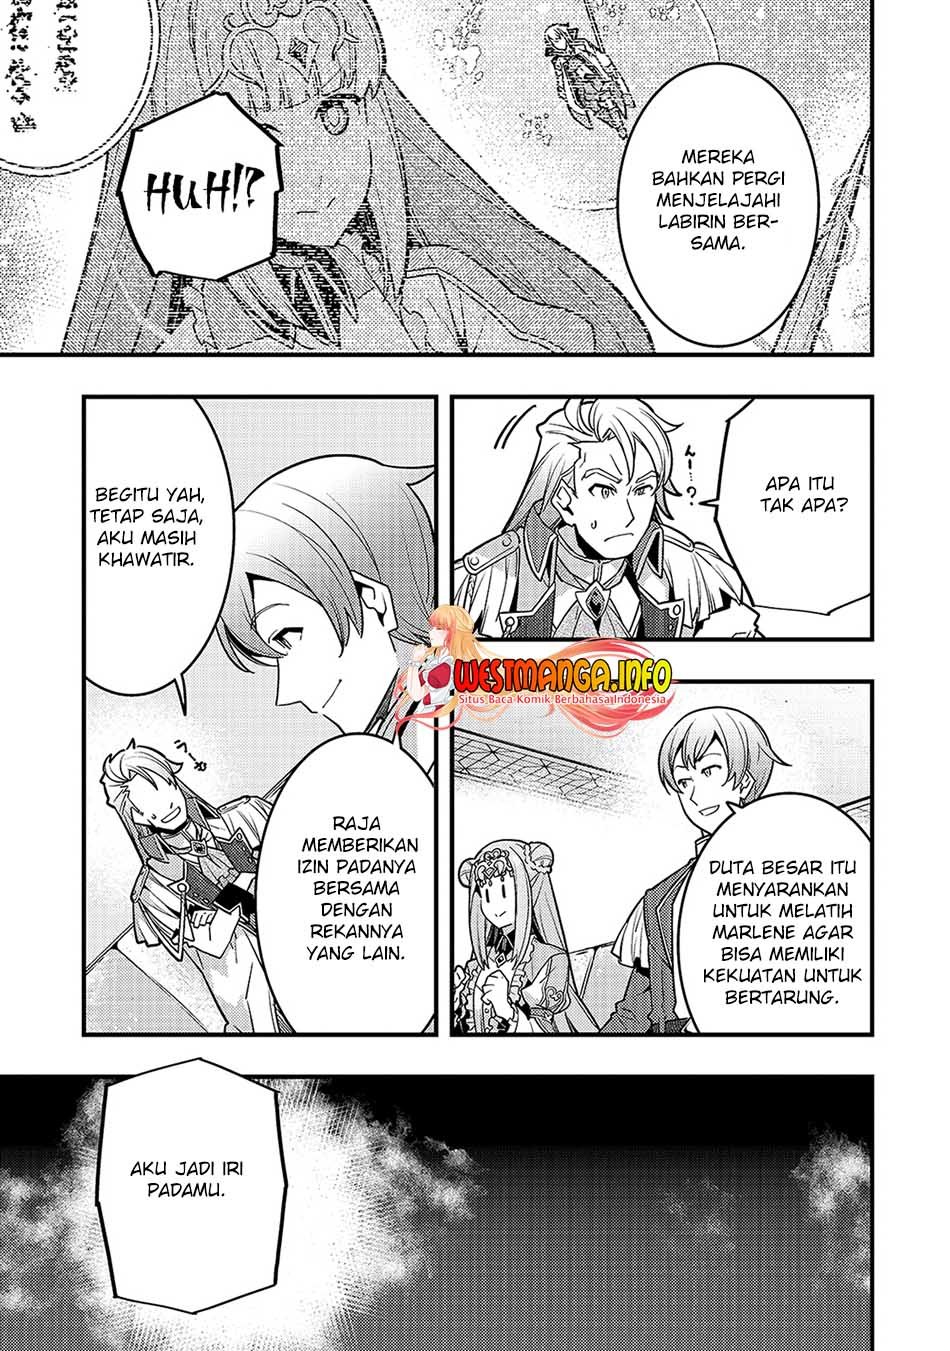 MEREKA
BAHKAN PERGI
MENJELAJAHI
LABIRIN BER-
SAMA.
HUH!?
APA ITU
TAK APA?
DUTA BESAR ITU
MENYARANKAN
UNTUK MELATIH
MARLENE AGAR
BISA MEMILIKI
KEKUATAN UNTUK
BERTARUNG.
BEGITU YAH,
TETAP SAJA,
AKU MASIH
KHAWATIR.
RAJA
MEMBERIKAN
IZIN PADANYA
BERSAMA
DENGAN
REKANNYA
YANG LAIN.
WESTMANGA.INFO
Situs Baca Komik Berbahasa Indonesia
AKU JADI IRI
PADAMU.